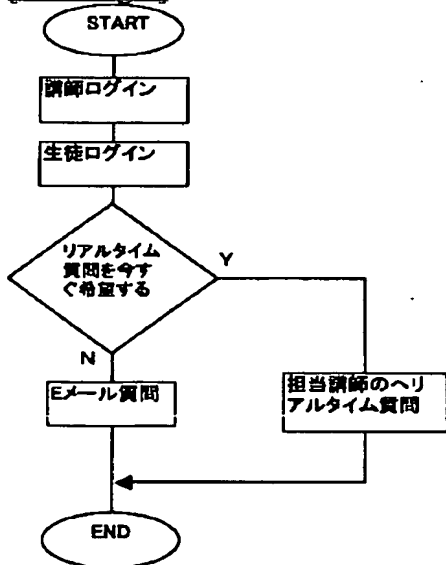 START
講師ログイン
生徒ログイン
リアルタイム
質問を今す
ぐ希望する
Y
N
Eメール質問
担当講師のへリ
アルタイム質問
END